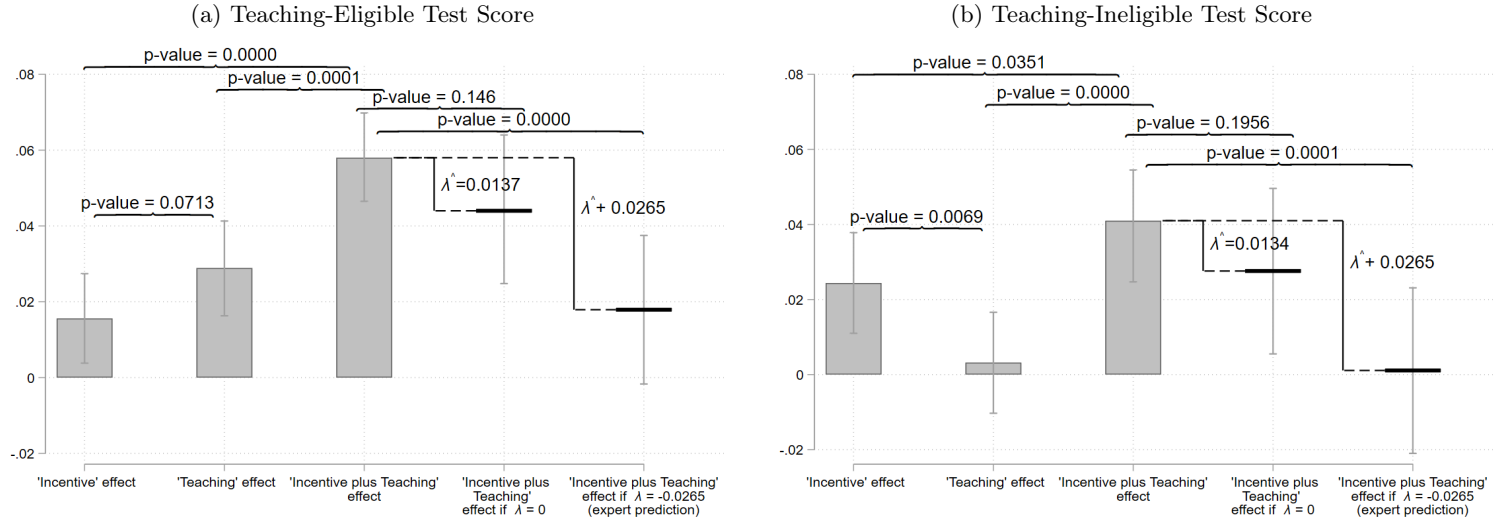 (a) Teaching-Eligible Test Score
p-value = 0.0000
p-value = 0.0001
p-value = 0.146
p-value = 0.0000
p-value = 0.0713
λ^=0.0137
λ^+ 0.0265
.08
.06
.04
.02
0
-.02
'Incentive' effect
'Teaching' effect
'Incentive plus Teaching'
effect
'Incentive plus
Teaching'
effect if λ = 0
'Incentive plus Teaching'
effect if λ = -0.0265
(expert prediction)
(b) Teaching-Ineligible Test Score
p-value = 0.0351
p-value = 0.0000
p-value = 0.1956
p-value = 0.0001
p-value = 0.0069
λ^=0.0134
λ^+ 0.0265
.08
.06
.04
.02
0
-.02
'Incentive' effect
'Teaching' effect
'Incentive plus Teaching'
effect
'Incentive plus
Teaching'
effect if λ = 0
'Incentive plus Teaching'
effect if λ = -0.0265
(expert prediction)